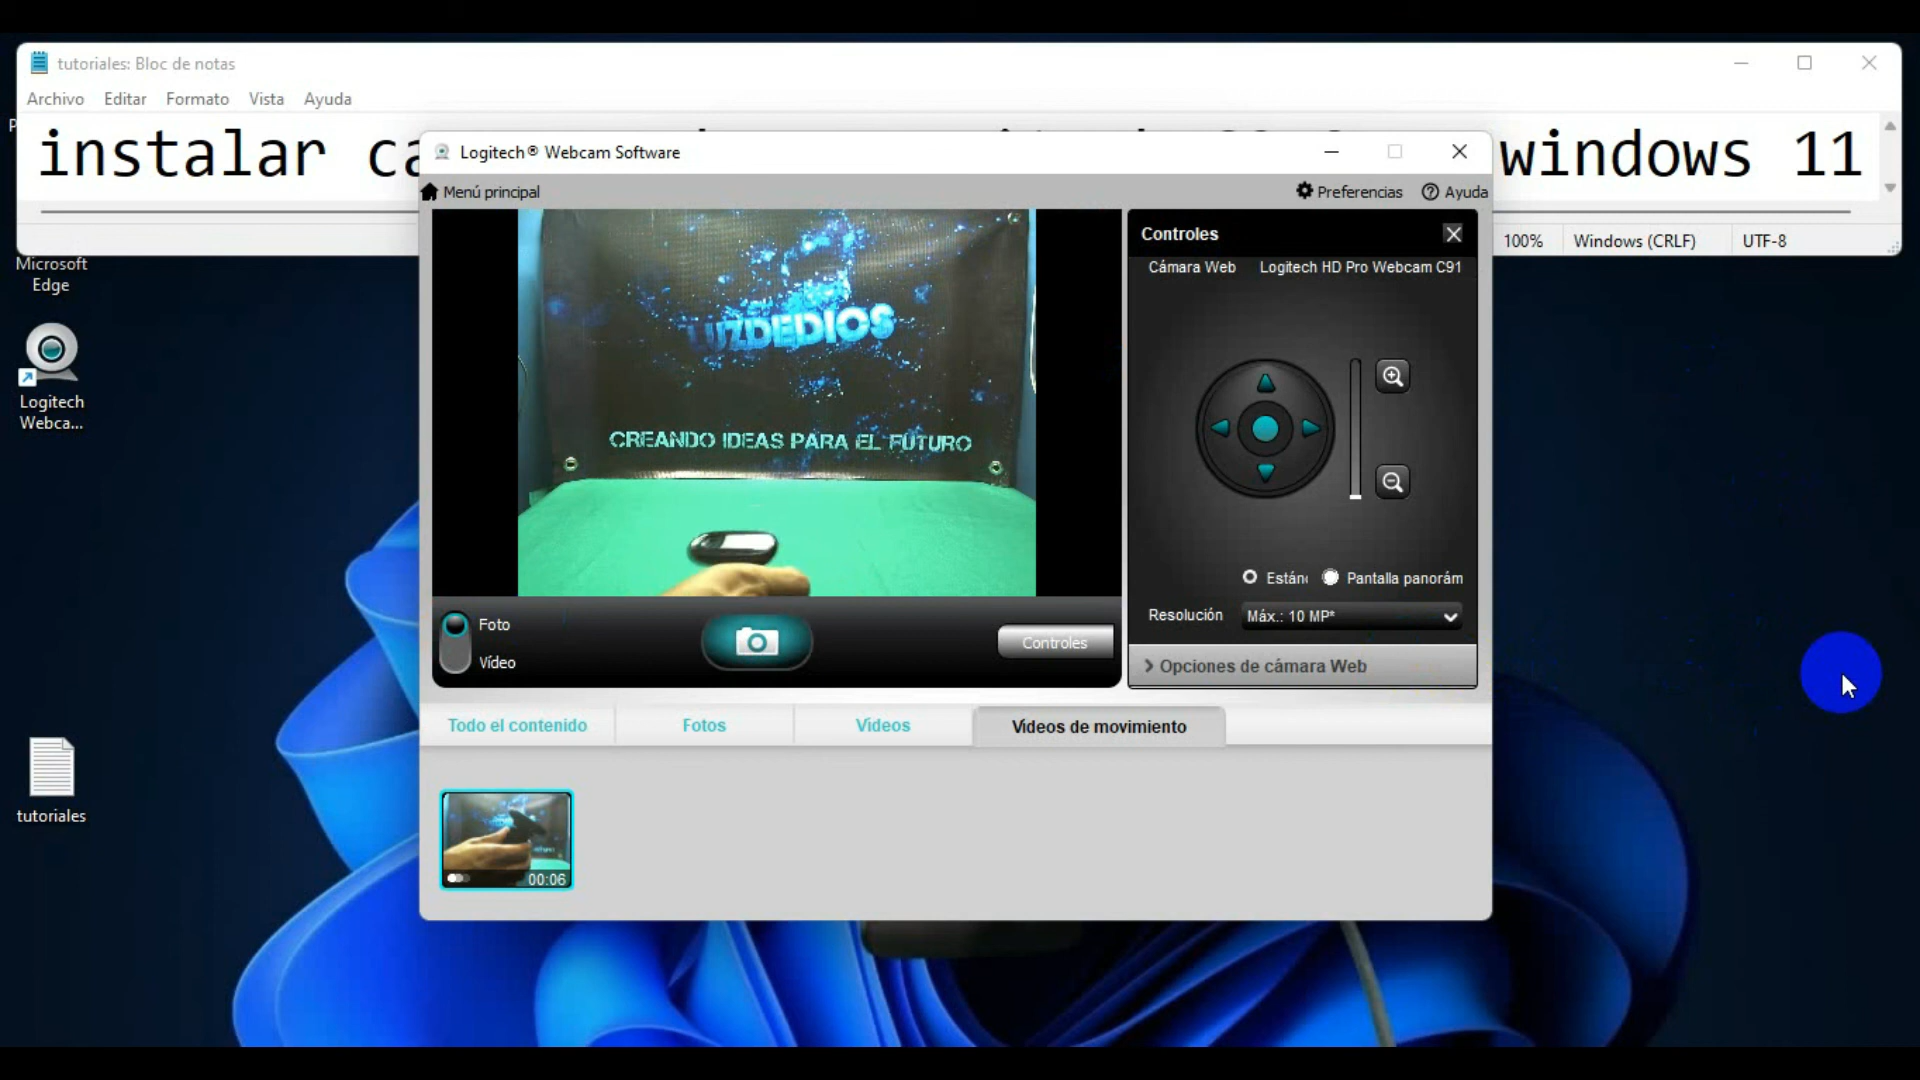 tutoriales: Bloc de notas
Archivo Editar Formato Vista Ayuda
instalar windows 11
100% Windows (CRLF) UTF-8
Microsoft
Edge
Logitech
Webca...
tutoriales
Logitech® Webcam Software
Menú principal Preferencias Ayuda
LUZDEDIOS
CREANDO IDEAS PARA EL FUTURO
Foto
Vídeo
Controles
Controles
Cámara Web Logitech HD Pro Webcam C91
Están Pantalla panorám
Resolución Máx.: 10 MP*
Opciones de cámara Web
Todo el contenido Fotos Videos Videos de movimiento
00:06